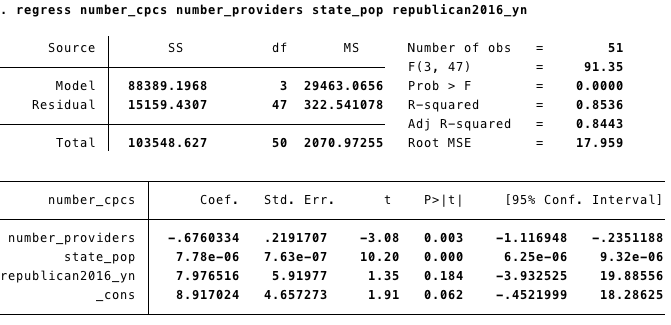 . regress number_cpcs number_providers state_pop republican2016_yn
Source SS df MS Number of obs = 51
F(3, 47) = 91.35
Model 88389.1968 3 29463.0656 Prob > F = 0.0000
Residual 15159.4307 47 322.541078 R-squared = 0.8536
Adj R-squared = 0.8443
Total 103548.627 50 2070.97255 Root MSE = 17.959
number_cpcs Coef. Std. Err. t P>|t| [95% Conf. Interval]
number_providers -.6760334 .2191707 -3.08 0.003 -1.116948 -.2351188
state_pop 7.78e-06 7.63e-07 10.20 0.000 6.25e-06 9.32e-06
republican2016_yn 7.976516 5.91977 1.35 0.184 -3.932525 19.88556
_cons 8.917024 4.657273 1.91 0.062 -.4521999 18.28625